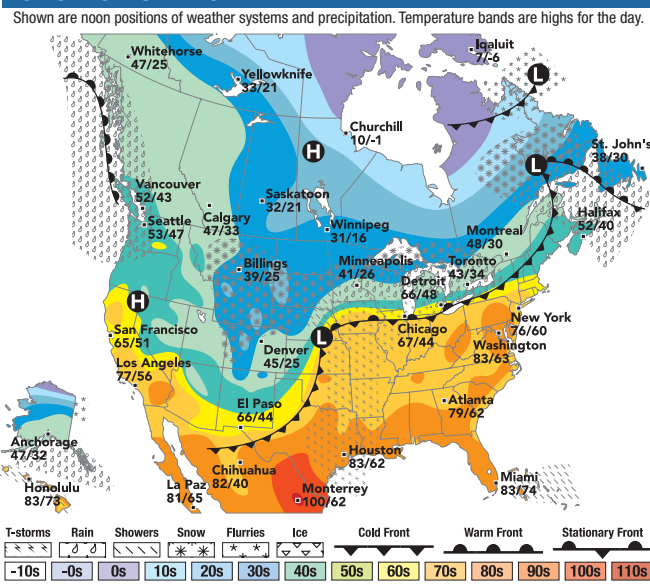 Shown are noon positions of weather systems and precipitation. Temperature bands are highs for the day.
Whitehorse
47/25
Iqaluit
7/-6
Yellowknife
33/21
L
Churchill
10/-1
H
L
St. John's
38/30
Vancouver
52/43
Saskatoon
32/21
Calgary
47/33
Seattle
53/47
Winnipeg
31/16
Halifax
52/40
Montreal
48/30
Billings
39/25
Minneapolis
41/26
Toronto
43/34
Detroit
66/48
H
San Francisco
65/51
L
New York
76/60
Chicago
67/44
Washington
83/63
Denver
45/25
Los Angeles
77/56
El Paso
66/44
Atlanta
79/62
Anchorage
47/32
Houston
83/62
Chihuahua
82/40
Honolulu
83/73
La Paz
81/65
Monterrey
100/62
Miami
83/74
T-storms Rain Showers Snow Flurries Ice Cold Front Warm Front Stationary Front
-10s -0s 0s 10s 20s 30s 40s 50s 60s 70s 80s 90s 100s 110s